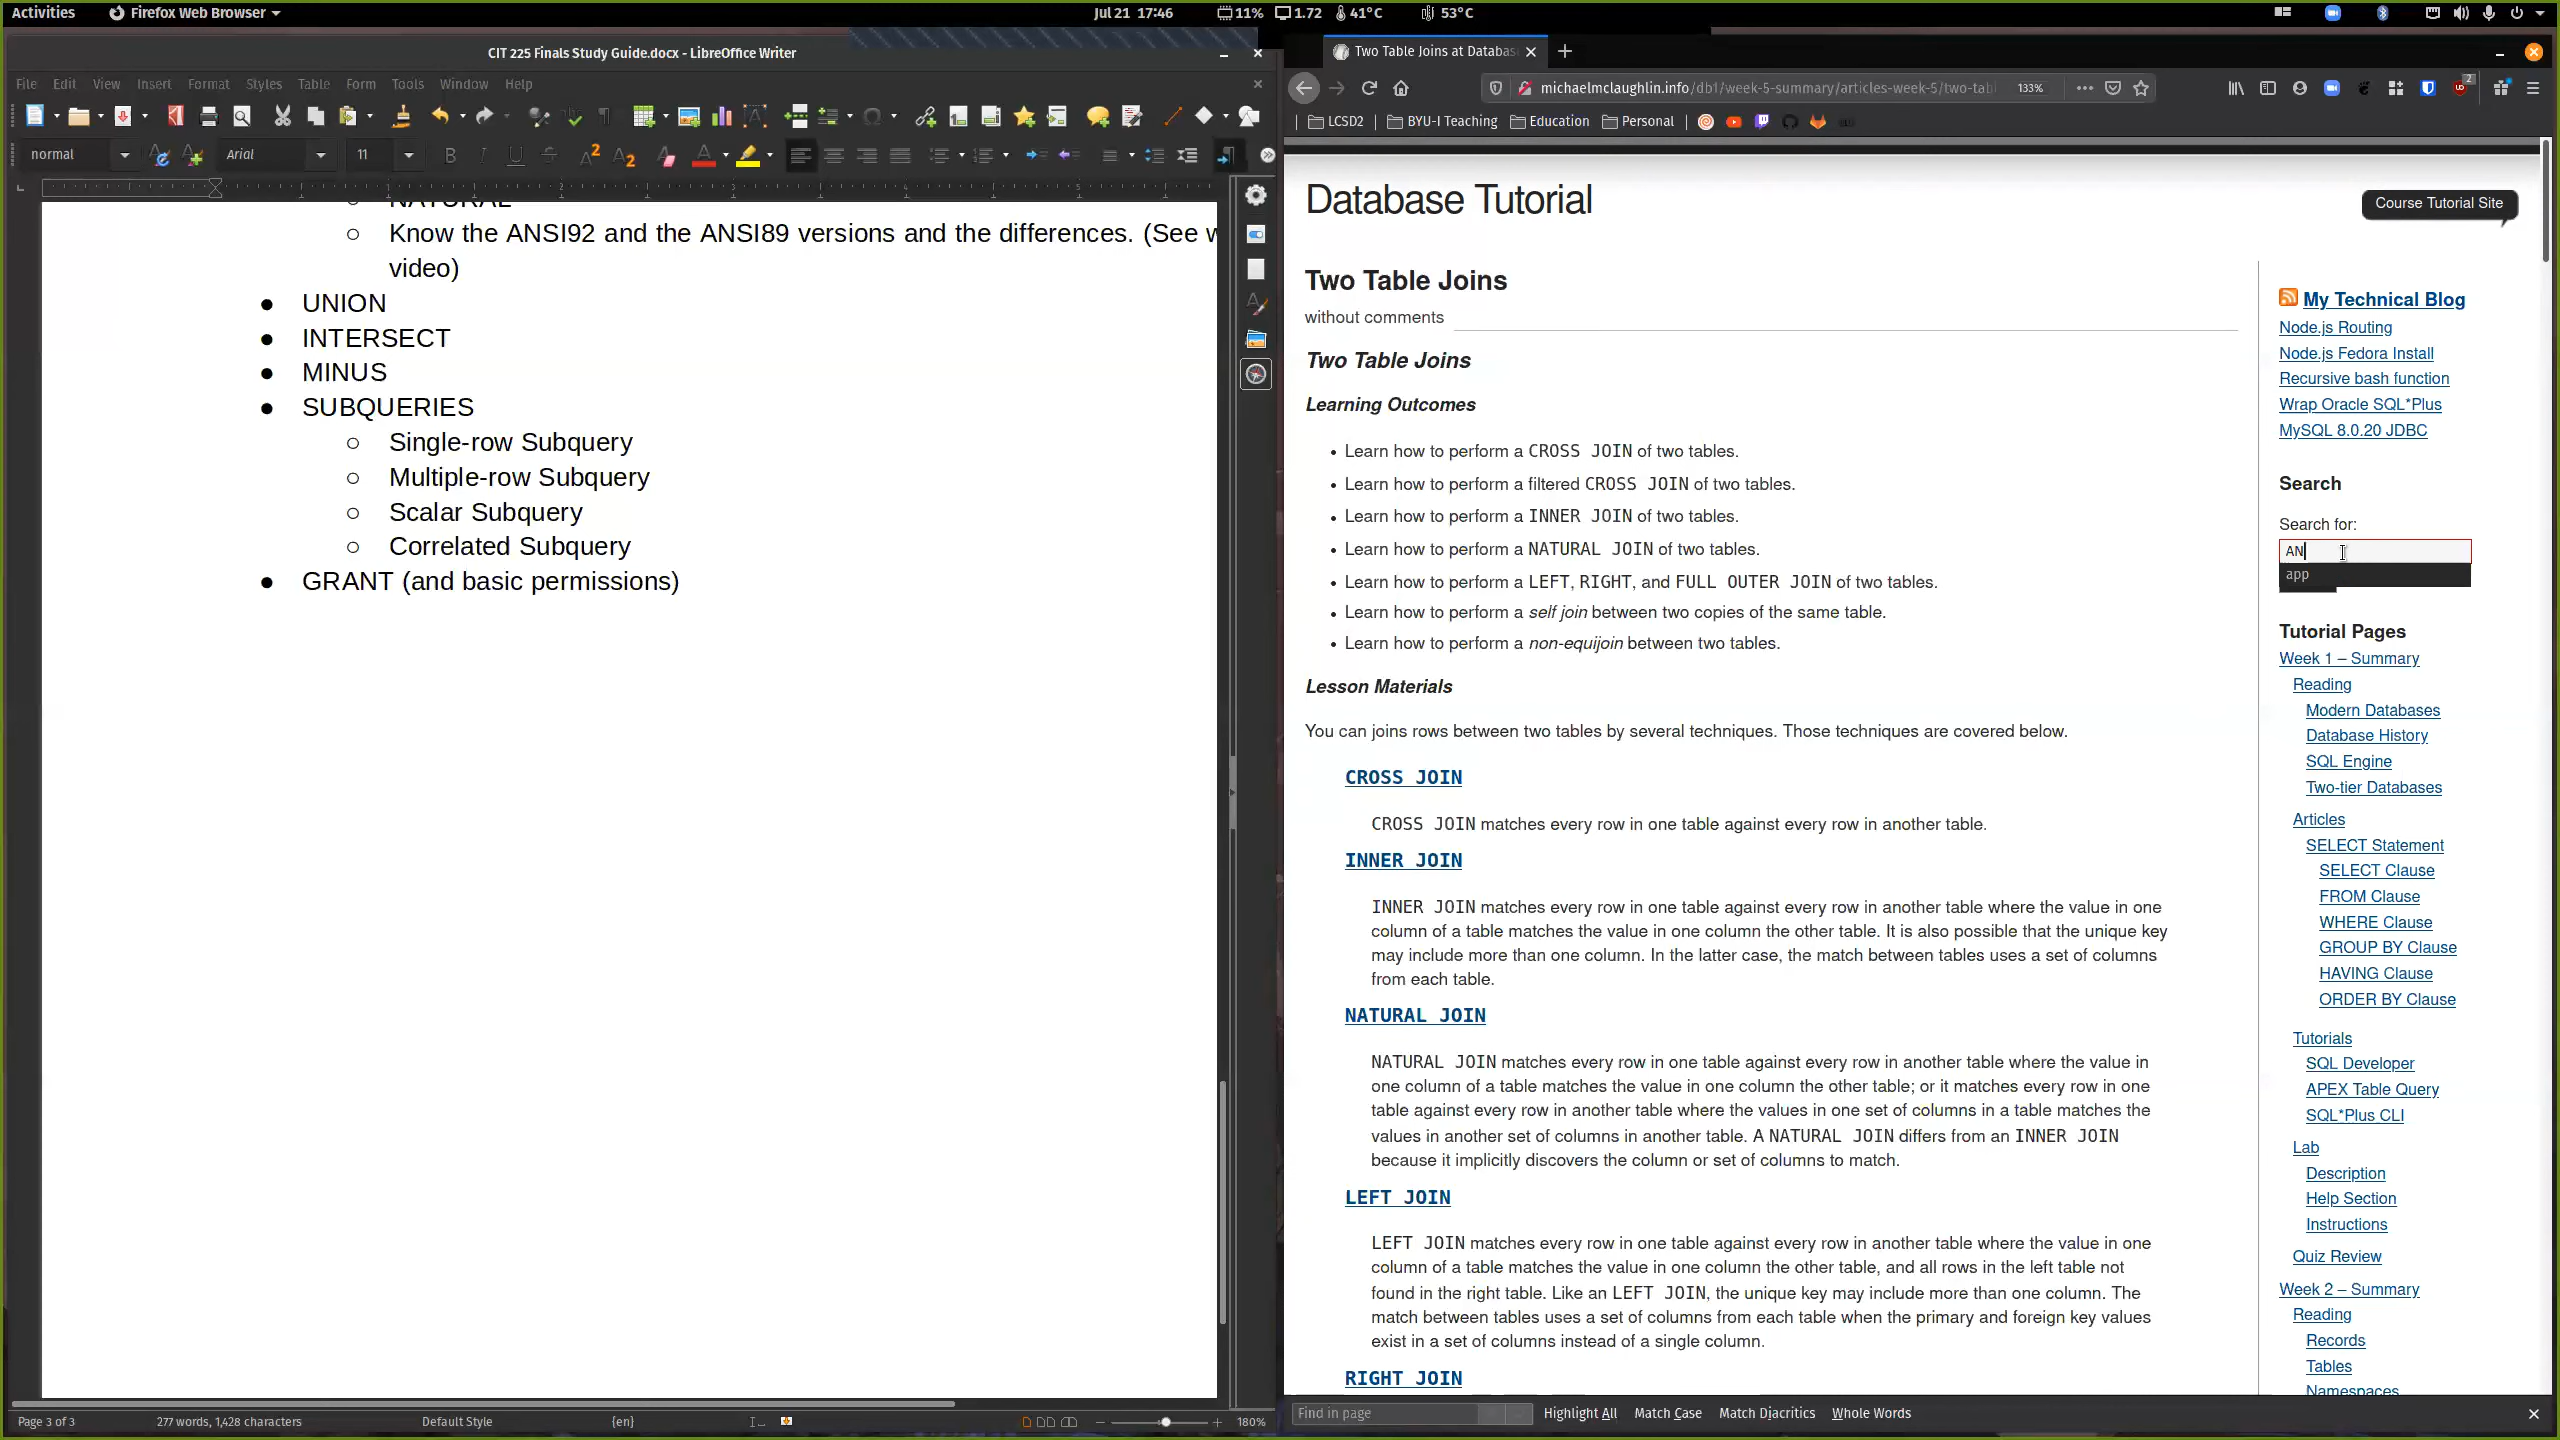 Activities
Firefox Web Browser
Jul 21 17:46
11%
1.72
41°C
53°C
CIT 225 Finals Study Guide.docx - LibreOffice Writer
File Edit View Insert Format Styles Table Form Tools Window Help
normal
Arial
11
NATURAL
Know the ANSI92 and the ANSI89 versions and the differences. (See w
video)
UNION
INTERSECT
MINUS
SUBQUERIES
Single-row Subquery
Multiple-row Subquery
Scalar Subquery
Correlated Subquery
GRANT (and basic permissions)
Page 3 of 3
277 words, 1,428 characters
Default Style
{en}
180%
Two Table Joins at Databas
michaelmclaughlin.info/db1/week-5-summary/articles-week-5/two-tabl
133%
2
LCSD2
BYU-I Teaching
Education
Personal
Database Tutorial
Course Tutorial Site
Two Table Joins
without comments
Two Table Joins
Learning Outcomes
Learn how to perform a CROSS JOIN of two tables.
Learn how to perform a filtered CROSS JOIN of two tables.
Learn how to perform a INNER JOIN of two tables.
Learn how to perform a NATURAL JOIN of two tables.
Learn how to perform a LEFT, RIGHT, and FULL OUTER JOIN of two tables.
Learn how to perform a self join between two copies of the same table.
Learn how to perform a non-equijoin between two tables.
Lesson Materials
You can joins rows between two tables by several techniques. Those techniques are covered below.
CROSS JOIN
CROSS JOIN matches every row in one table against every row in another table.
INNER JOIN
INNER JOIN matches every row in one table against every row in another table where the value in one
column of a table matches the value in one column the other table. It is also possible that the unique key
may include more than one column. In the latter case, the match between tables uses a set of columns
from each table.
NATURAL JOIN
NATURAL JOIN matches every row in one table against every row in another table where the value in
one column of a table matches the value in one column the other table; or it matches every row in one
table against every row in another table where the values in one set of columns in a table matches the
values in another set of columns in another table. A NATURAL JOIN differs from an INNER JOIN
because it implicitly discovers the column or set of columns to match.
LEFT JOIN
LEFT JOIN matches every row in one table against every row in another table where the value in one
column of a table matches the value in one column the other table, and all rows in the left table not
found in the right table. Like an LEFT JOIN, the unique key may include more than one column. The
match between tables uses a set of columns from each table when the primary and foreign key values
exist in a set of columns instead of a single column.
RIGHT JOIN
My Technical Blog
Node.js Routing
Node.js Fedora Install
Recursive bash function
Wrap Oracle SQL*Plus
MySQL 8.0.20 JDBC
Search
Search for:
AN
app
Tutorial Pages
Week 1 – Summary
Reading
Modern Databases
Database History
SQL Engine
Two-tier Databases
Articles
SELECT Statement
SELECT Clause
FROM Clause
WHERE Clause
GROUP BY Clause
HAVING Clause
ORDER BY Clause
Tutorials
SQL Developer
APEX Table Query
SQL*Plus CLI
Lab
Description
Help Section
Instructions
Quiz Review
Week 2 – Summary
Reading
Records
Tables
Namespaces
Find in page
Highlight All
Match Case
Match Diacritics
Whole Words